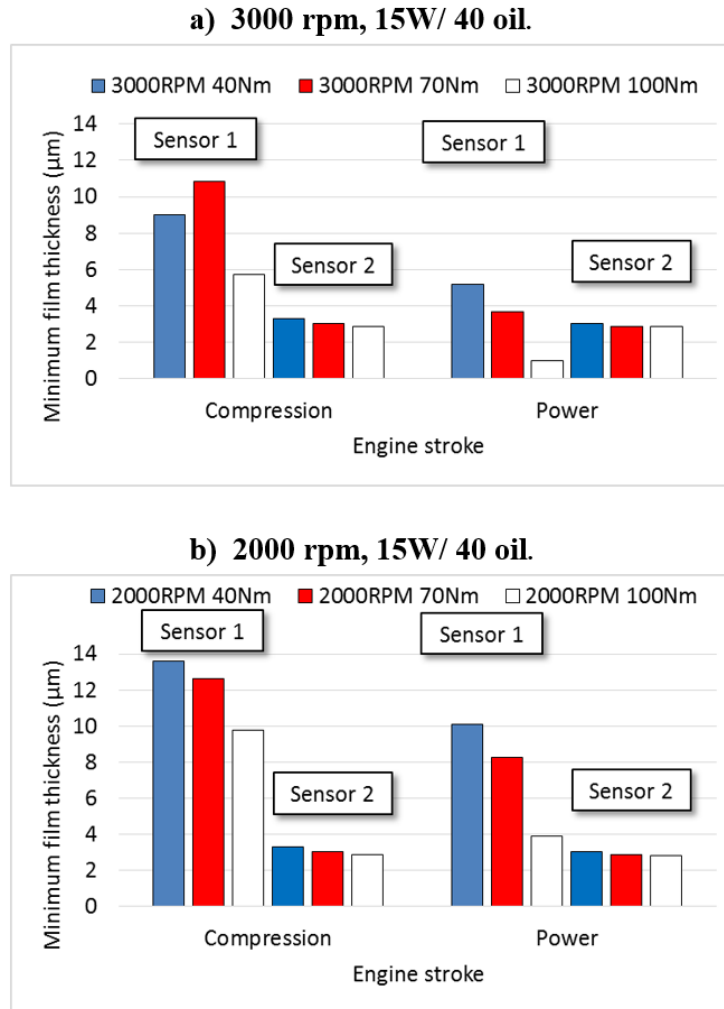 a) 3000 rpm, 15W/ 40 oil.
3000RPM 40Nm 3000RPM 70Nm 3000RPM 100Nm
Minimum film thickness (µm)
14
12
10
8
6
4
2
0
Sensor 1
Sensor 2
Sensor 1
Sensor 2
Compression Power
Engine stroke
b) 2000 rpm, 15W/ 40 oil.
2000RPM 40Nm 2000RPM 70Nm 2000RPM 100Nm
Minimum film thickness (µm)
14
12
10
8
6
4
2
0
Sensor 1
Sensor 2
Sensor 1
Sensor 2
Compression Power
Engine stroke